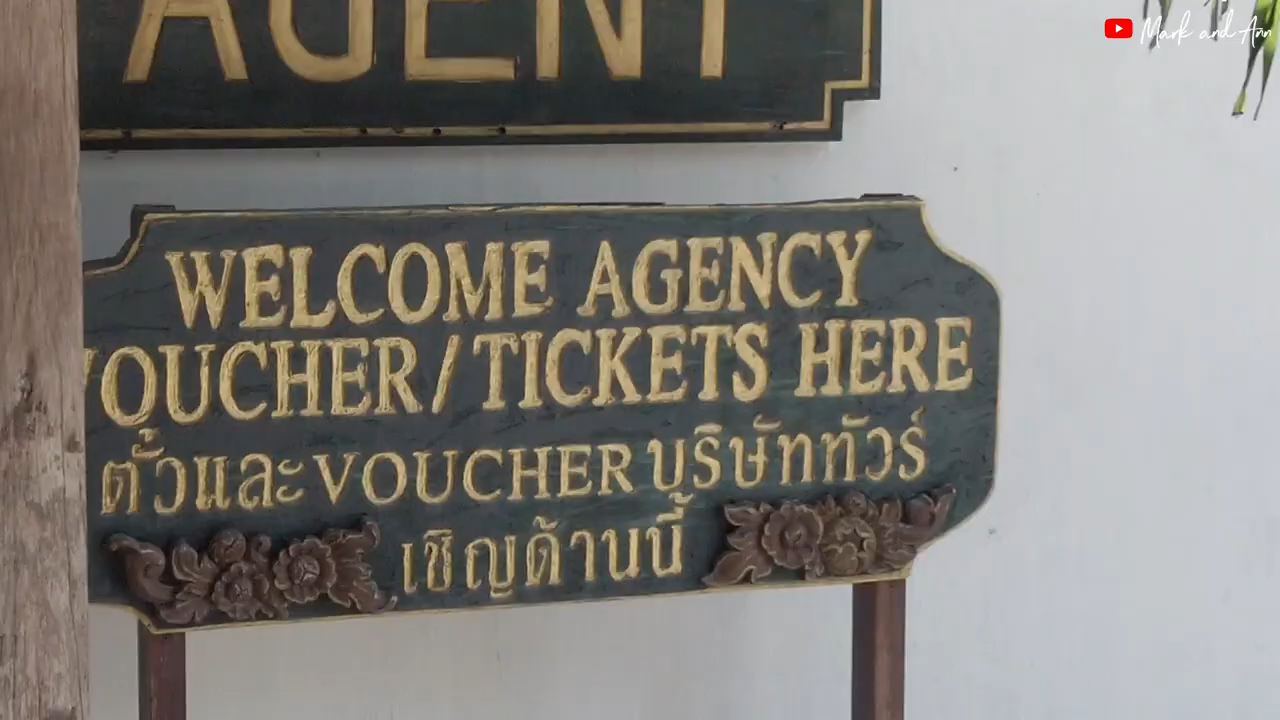 AGENT
Mark and Ann
WELCOME AGENCY
VOUCHER/TICKETS HERE
ตั๋วและ VOUCHER บริษัททัวร์
เชิญด้านนี้